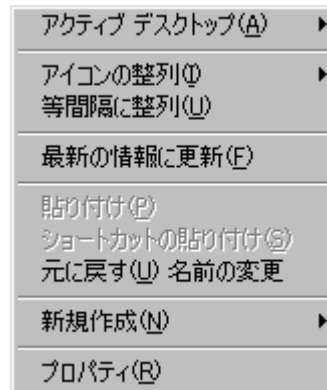 アクティブ デスクトップ(A)
アイコンの整列(I)
等間隔に整列(U)
最新の情報に更新(F)
貼り付け(P)
ショートカットの貼り付け(S)
元に戻す(U) 名前の変更
新規作成(N)
プロパティ(R)